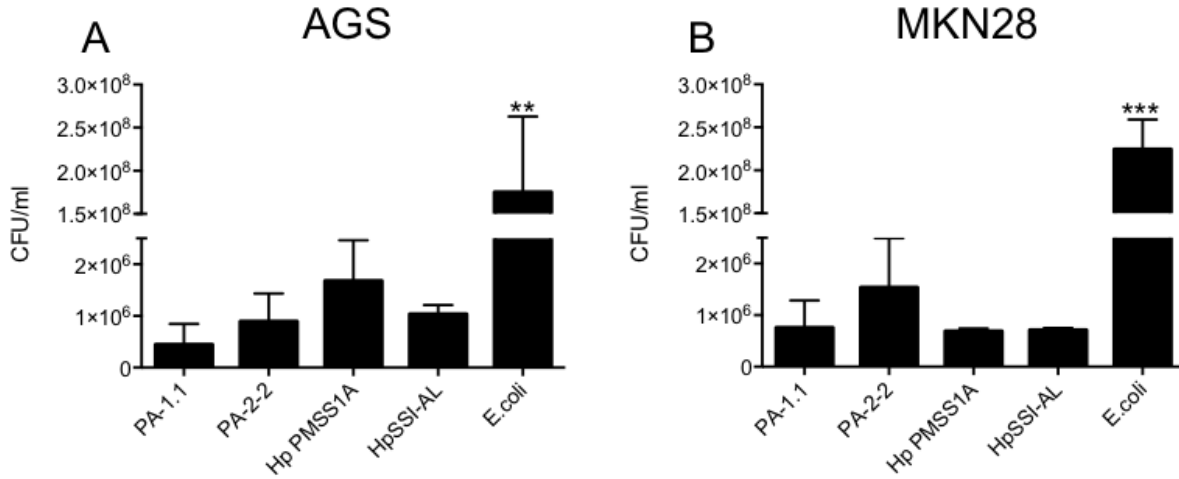 A AGS
CFU/ml
3.0×10⁸
2.5×10⁸
2.0×10⁸
1.5×10⁸
2×10⁶
1×10⁶
0
**
PA-1.1
PA-2-2
Hp PMSS1A
HpSSI-AL
E.coli
B MKN28
CFU/ml
3.0×10⁸
2.5×10⁸
2.0×10⁸
1.5×10⁸
2×10⁶
1×10⁶
0
***
PA-1.1
PA-2-2
Hp PMSS1A
HpSSI-AL
E.coli